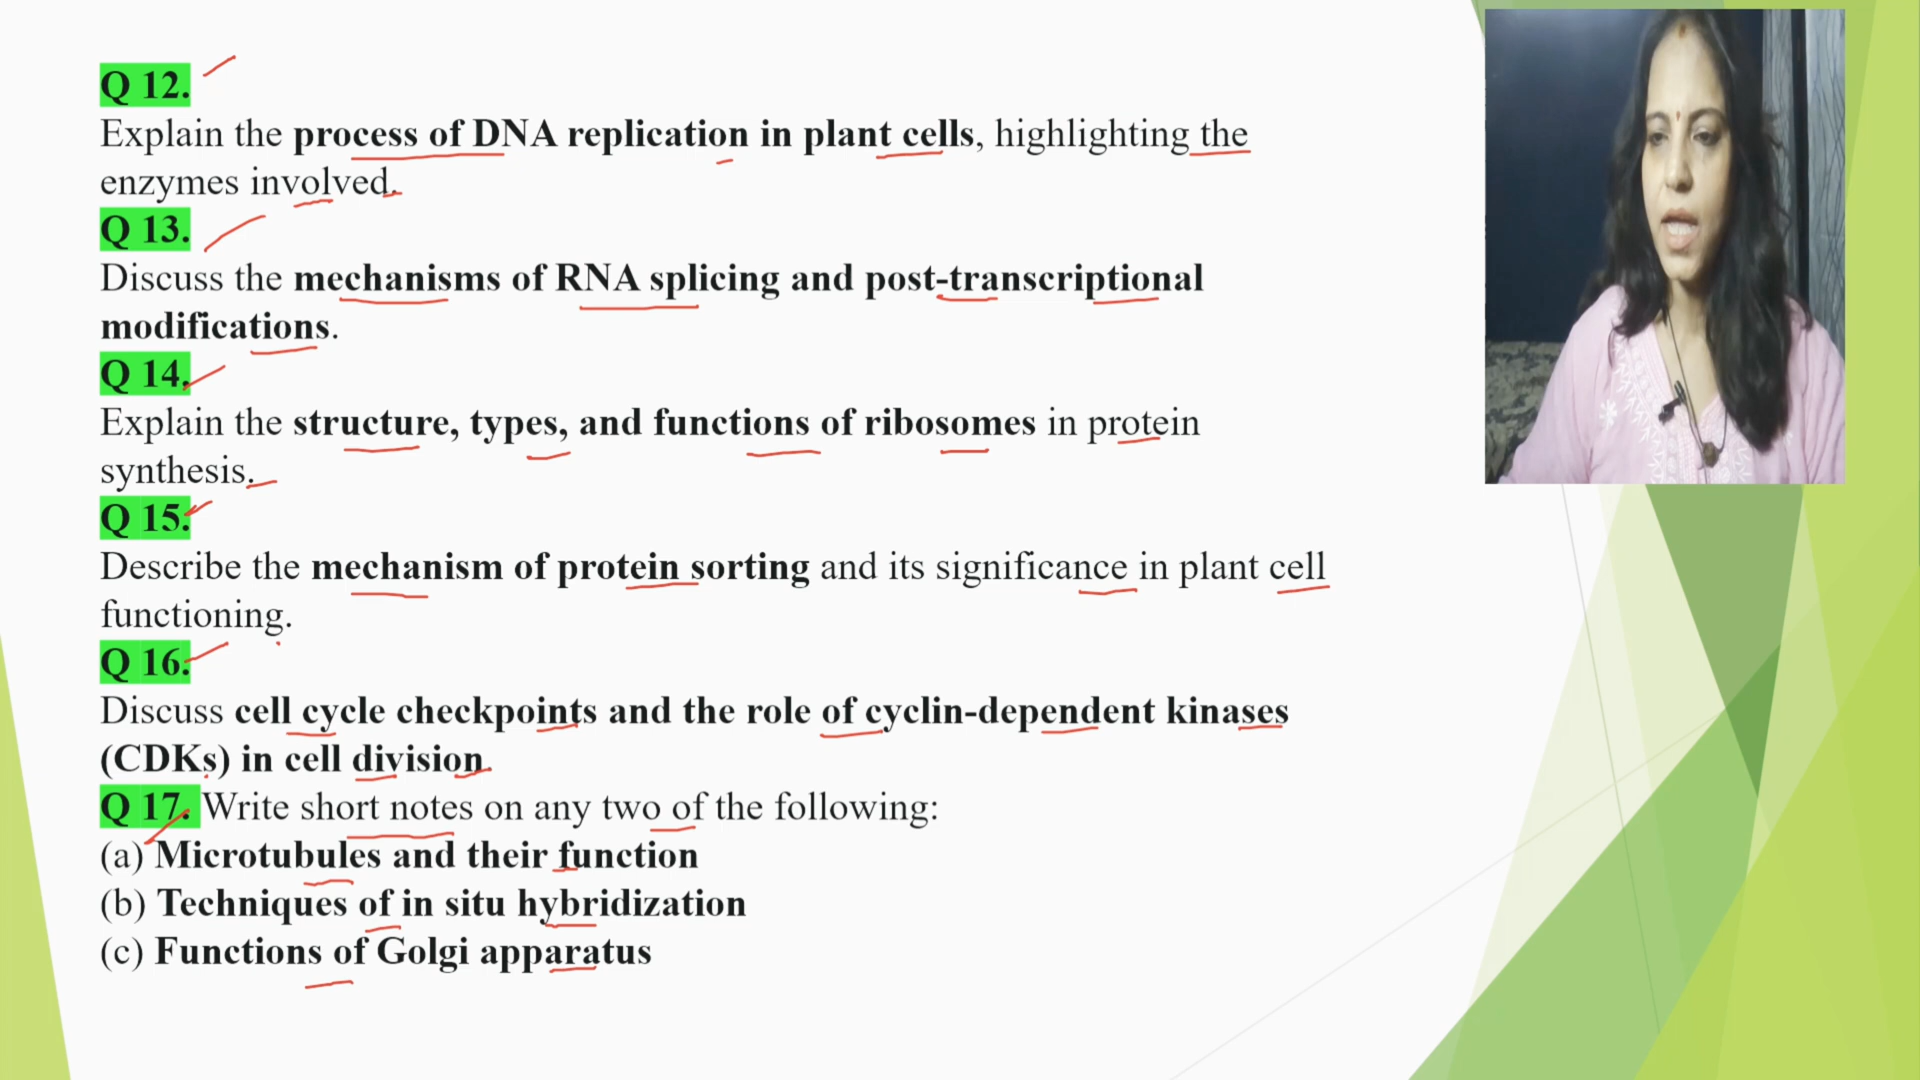 Q 12.
Explain the process of DNA replication in plant cells, highlighting the
enzymes involved.
Q 13.
Discuss the mechanisms of RNA splicing and post-transcriptional
modifications.
Q 14.
Explain the structure, types, and functions of ribosomes in protein
synthesis.
Q 15.
Describe the mechanism of protein sorting and its significance in plant cell
functioning.
Q 16.
Discuss cell cycle checkpoints and the role of cyclin-dependent kinases
(CDKs) in cell division.
Q 17. Write short notes on any two of the following:
(a) Microtubules and their function
(b) Techniques of in situ hybridization
(c) Functions of Golgi apparatus